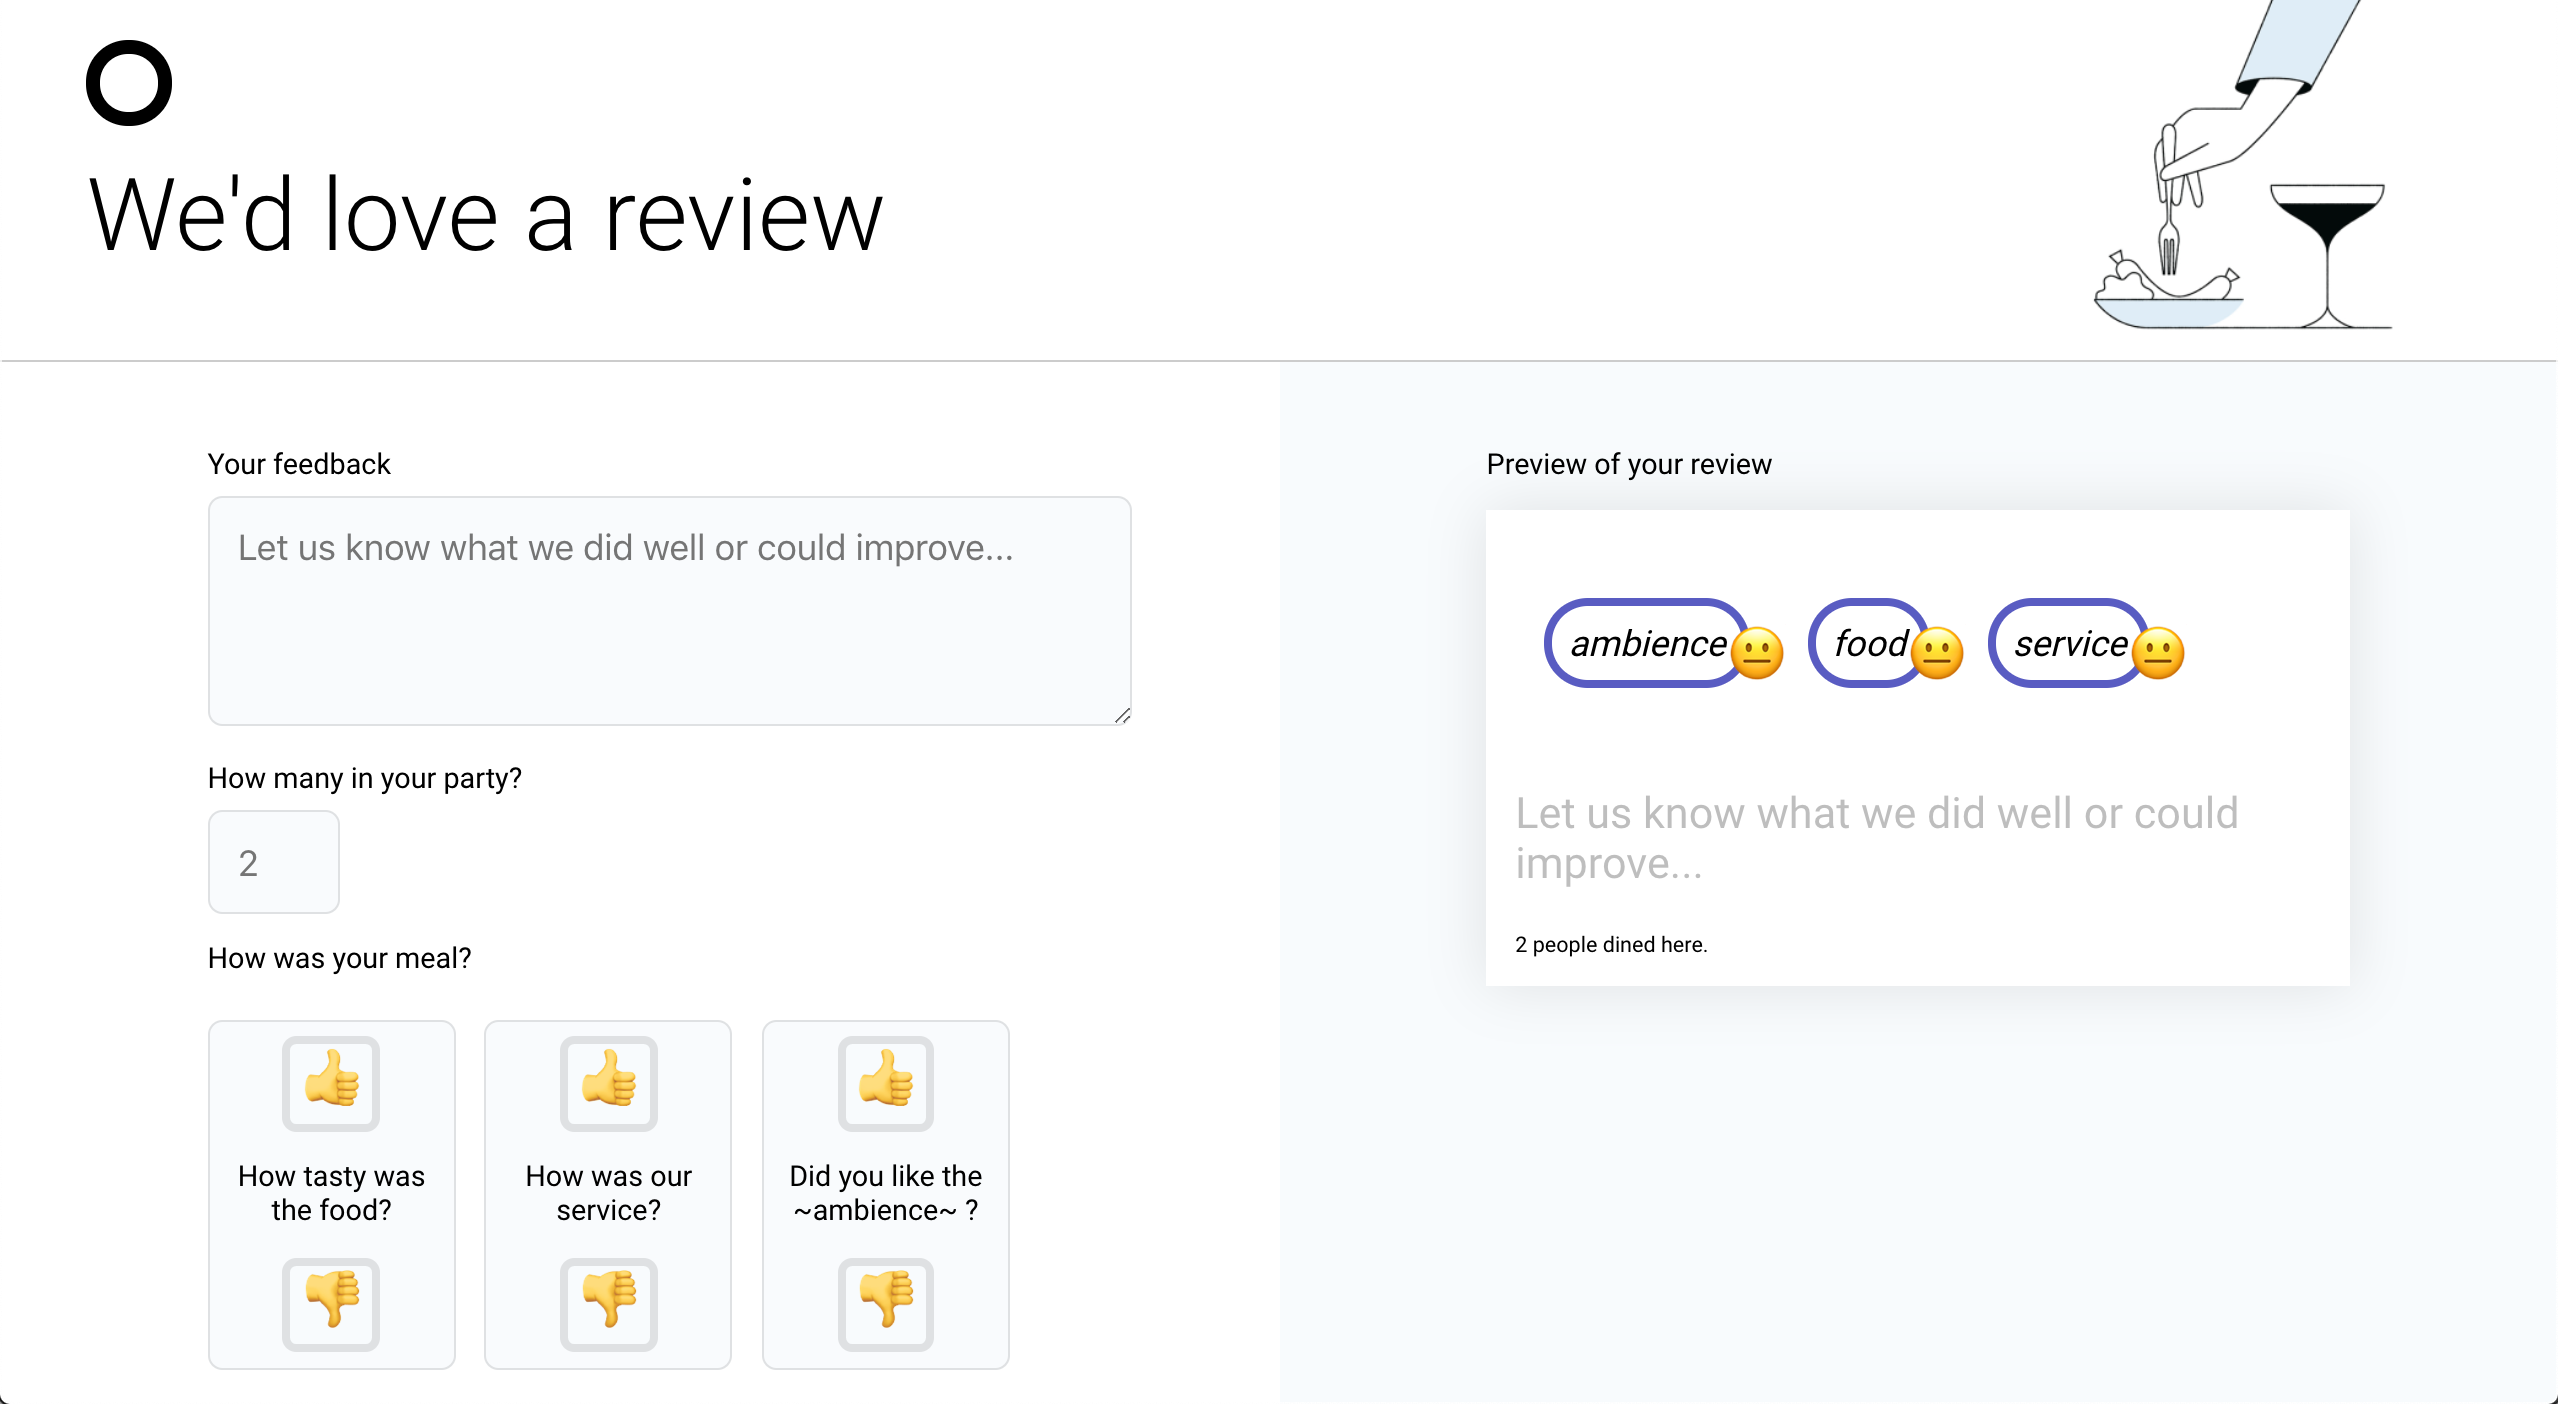 We'd love a review
Your feedback
Let us know what we did well or could improve...
How many in your party?
2
How was your meal?
How tasty was
the food?
How was our
service?
Did you like the
~ambience~ ?
Preview of your review
ambience
food
service
Let us know what we did well or could
improve...
2 people dined here.